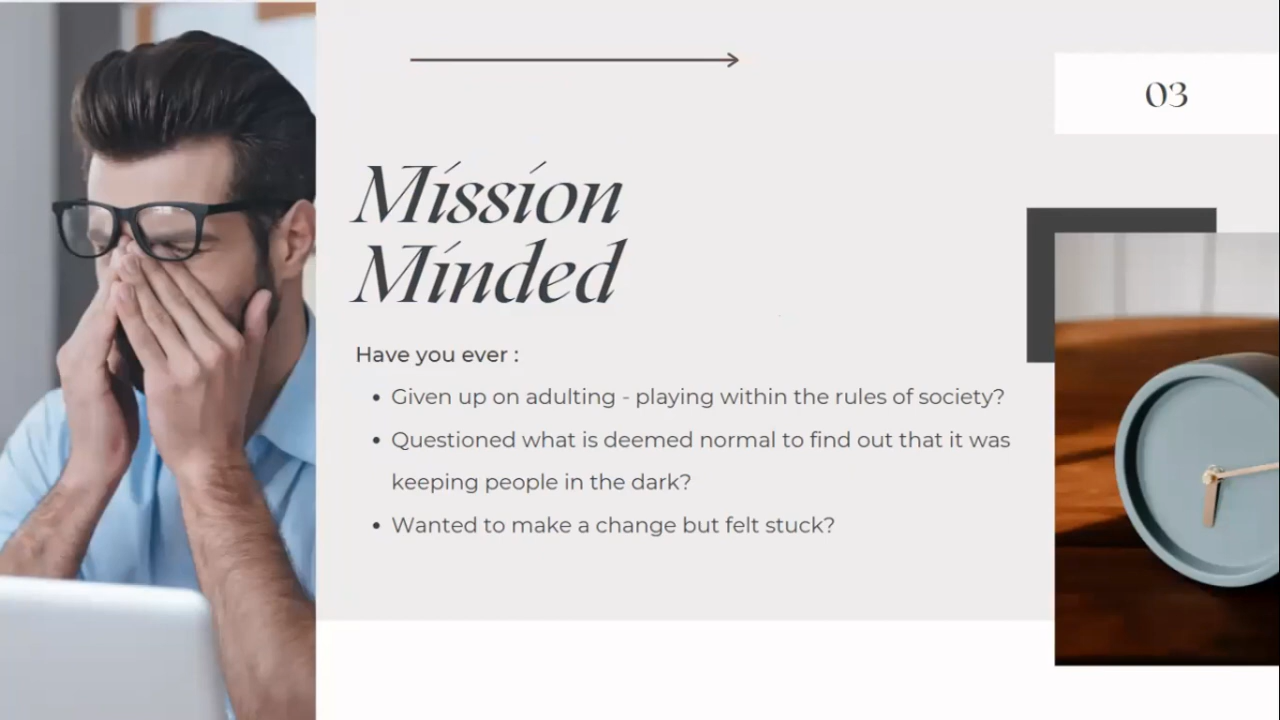 03
Mission
Minded
Have you ever :
• Given up on adulting - playing within the rules of society?
• Questioned what is deemed normal to find out that it was
keeping people in the dark?
• Wanted to make a change but felt stuck?